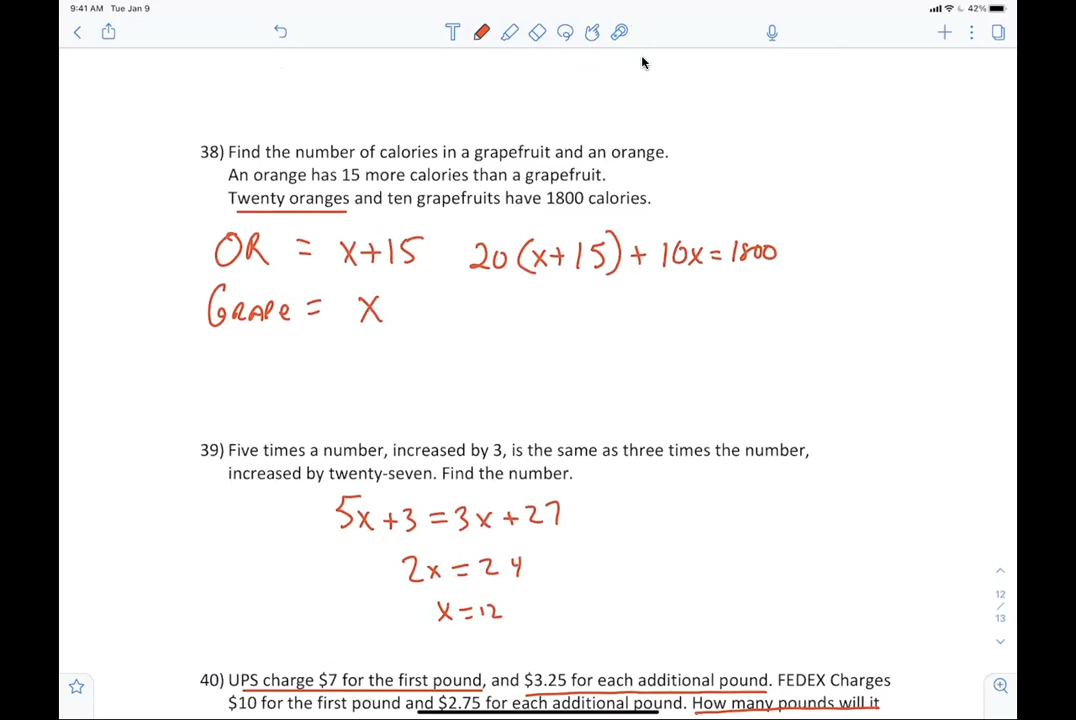 9:41 AM Tue Jan 9
42%
T
38) Find the number of calories in a grapefruit and an orange.
An orange has 15 more calories than a grapefruit.
Twenty oranges and ten grapefruits have 1800 calories.
OR = x+15 20(x+15)+10x=1800
GRAPE = x
39) Five times a number, increased by 3, is the same as three times the number,
increased by twenty-seven. Find the number.
5x+3=3x+27
2x=24
x=12
12
/
13
40) UPS charge $7 for the first pound, and $3.25 for each additional pound. FEDEX Charges
$10 for the first pound and $2.75 for each additional pound. How many pounds will it